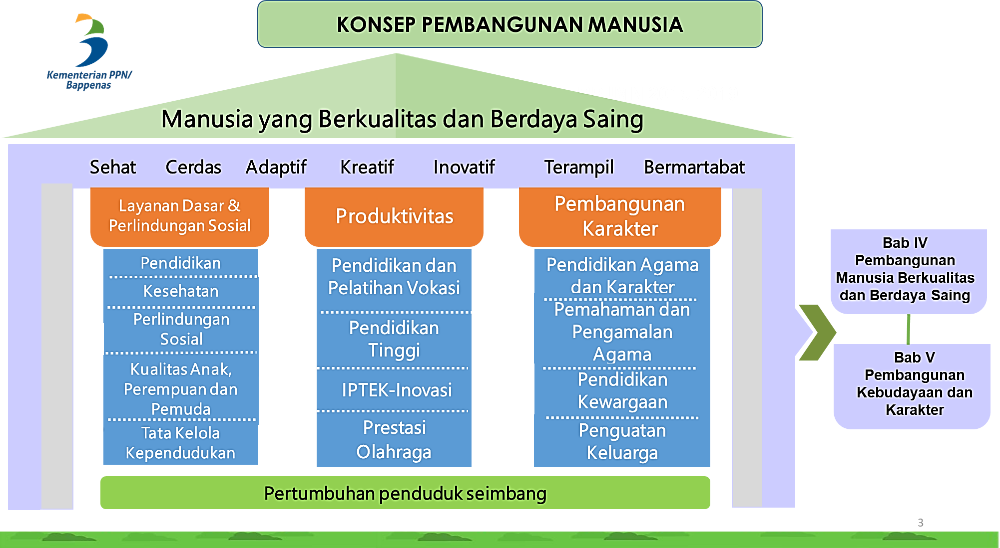 KONSEP PEMBANGUNAN MANUSIA
Kementerian PPN/
Bappenas
Manusia yang Berkualitas dan Berdaya Saing
Sehat Cerdas Adaptif Kreatif Inovatif Terampil Bermartabat
Layanan Dasar &
Perlindungan Sosial
Pendidikan
Kesehatan
Perlindungan
Sosial
Kualitas Anak,
Perempuan dan
Pemuda
Tata Kelola
Kependudukan
Produktivitas
Pendidikan dan
Pelatihan Vokasi
Pendidikan
Tinggi
IPTEK-Inovasi
Prestasi
Olahraga
Pembangunan
Karakter
Pendidikan Agama
dan Karakter
Pemahaman dan
Pengamalan
Agama
Pendidikan
Kewargaan
Penguatan
Keluarga
Pertumbuhan penduduk seimbang
Bab IV
Pembangunan
Manusia Berkualitas
dan Berdaya Saing
Bab V
Pembangunan
Kebudayaan dan
Karakter
3